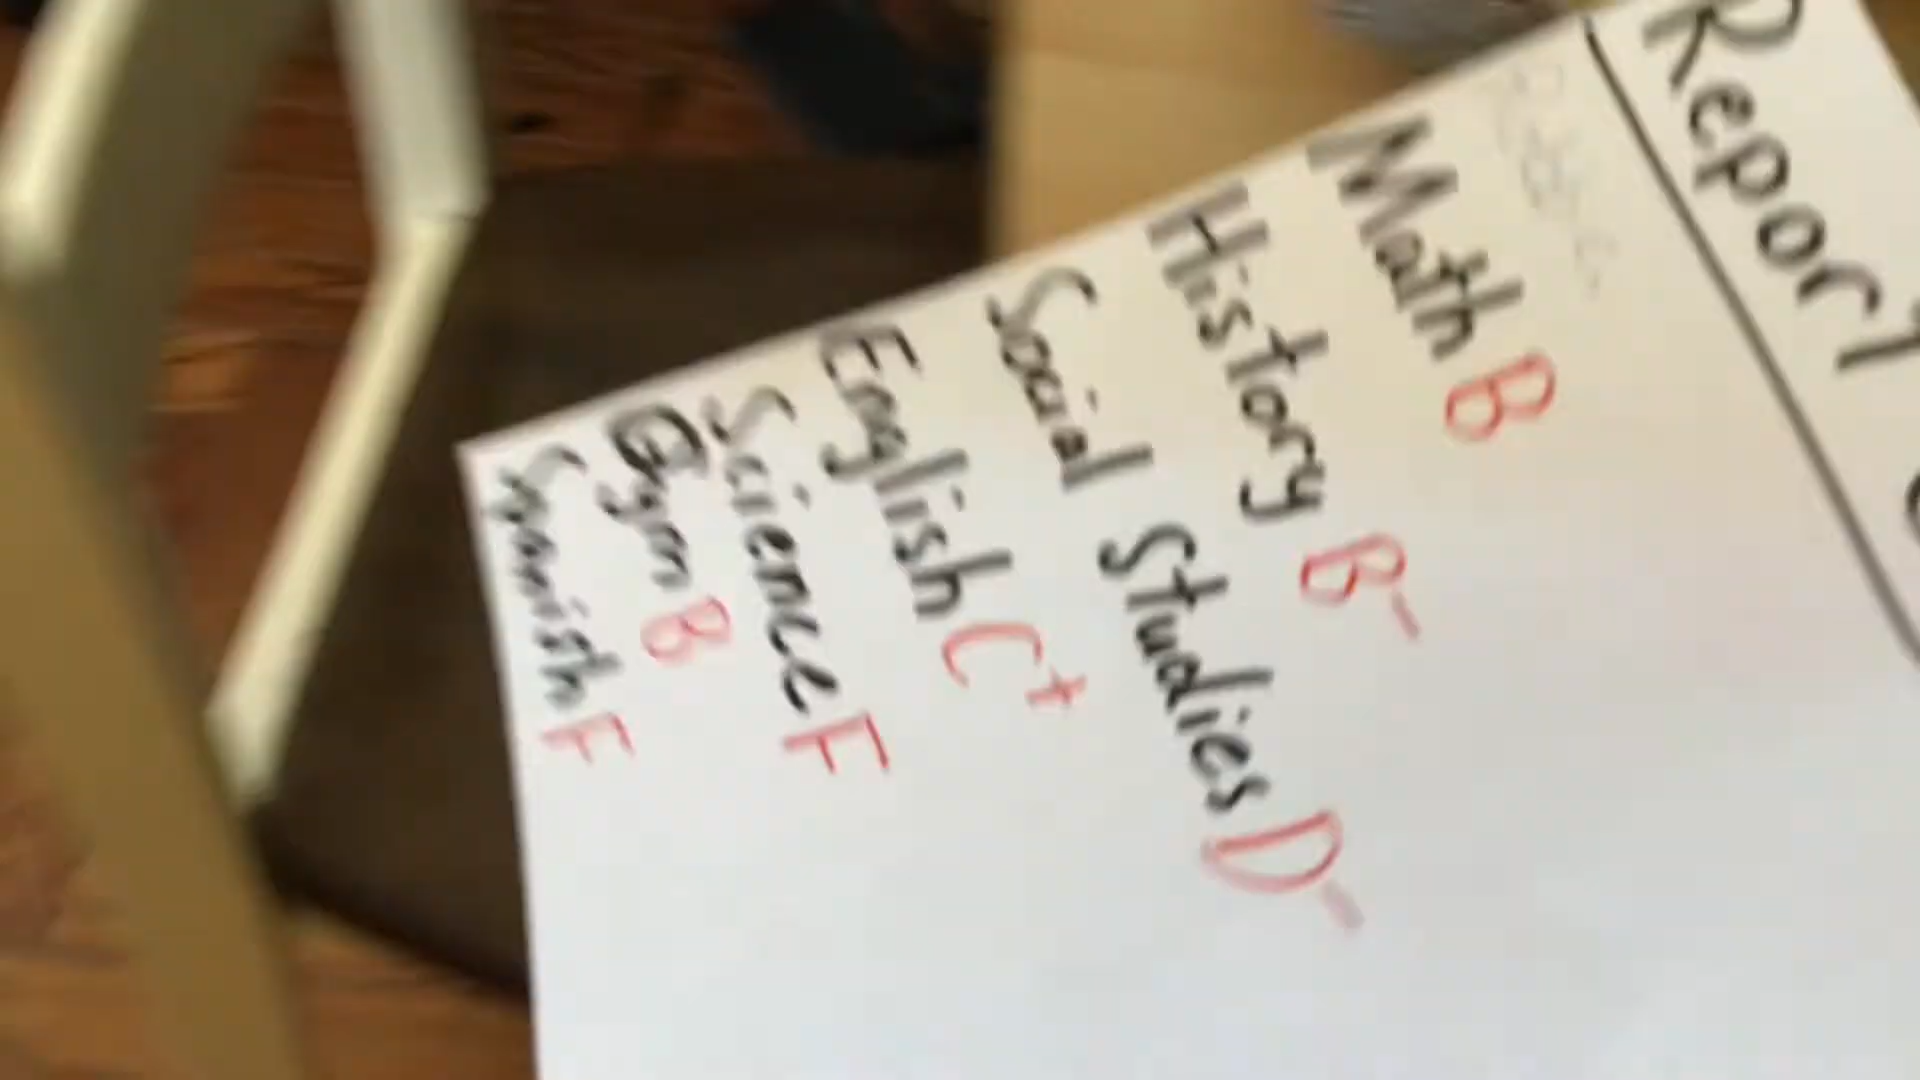 Report
Math B
History B-
Social Studies D-
English C+
Science F
Gym B
Spanish F